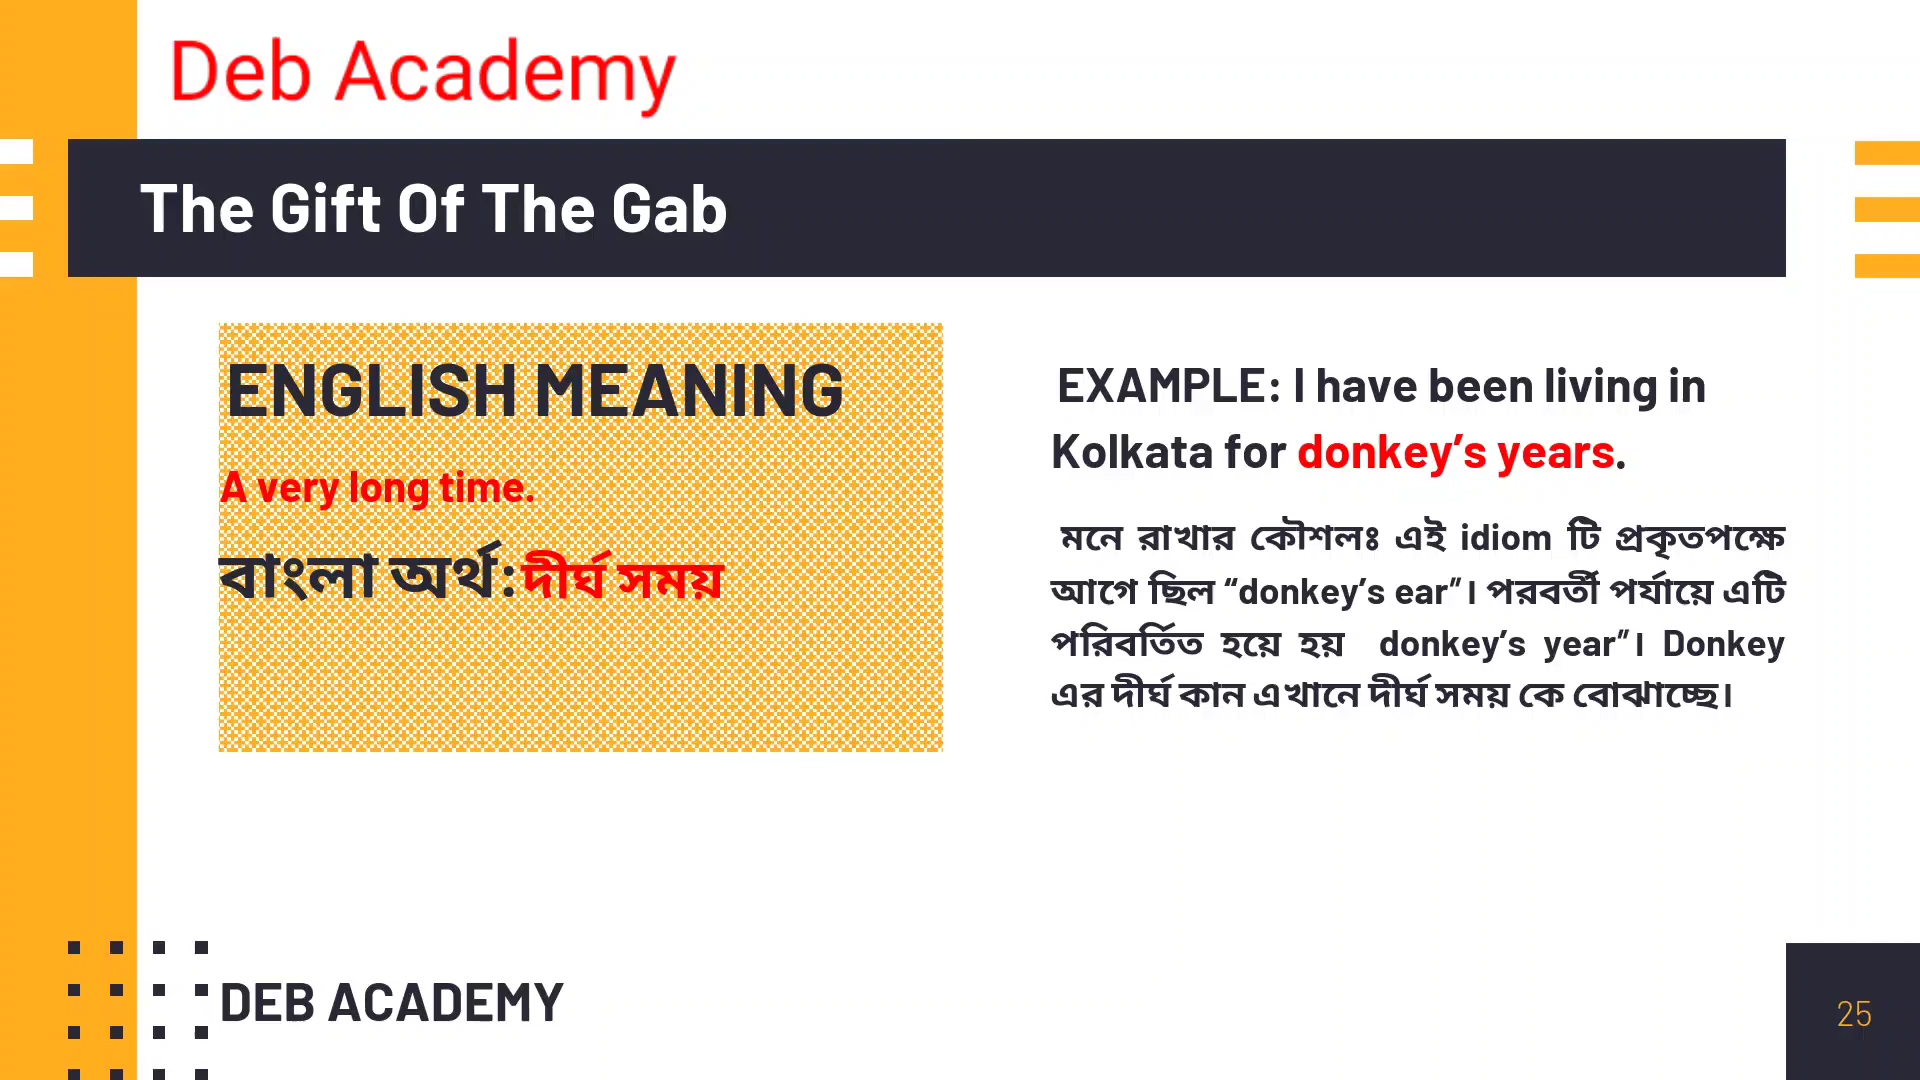 Deb Academy
The Gift Of The Gab
ENGLISH MEANING
A very long time.
বাংলা অর্থ:দীর্ঘ সময়
EXAMPLE: I have been living in
Kolkata for donkey’s years.
মনে রাখার কৌশলঃ এই idiom টি প্রকৃতপক্ষে
আগে ছিল “donkey’s ear”। পরবর্তী পর্যায়ে এটি
পরিবর্তিত হয়ে হয় donkey’s year”। Donkey
এর দীর্ঘ কান এখানে দীর্ঘ সময় কে বোঝাচ্ছে।
DEB ACADEMY
25